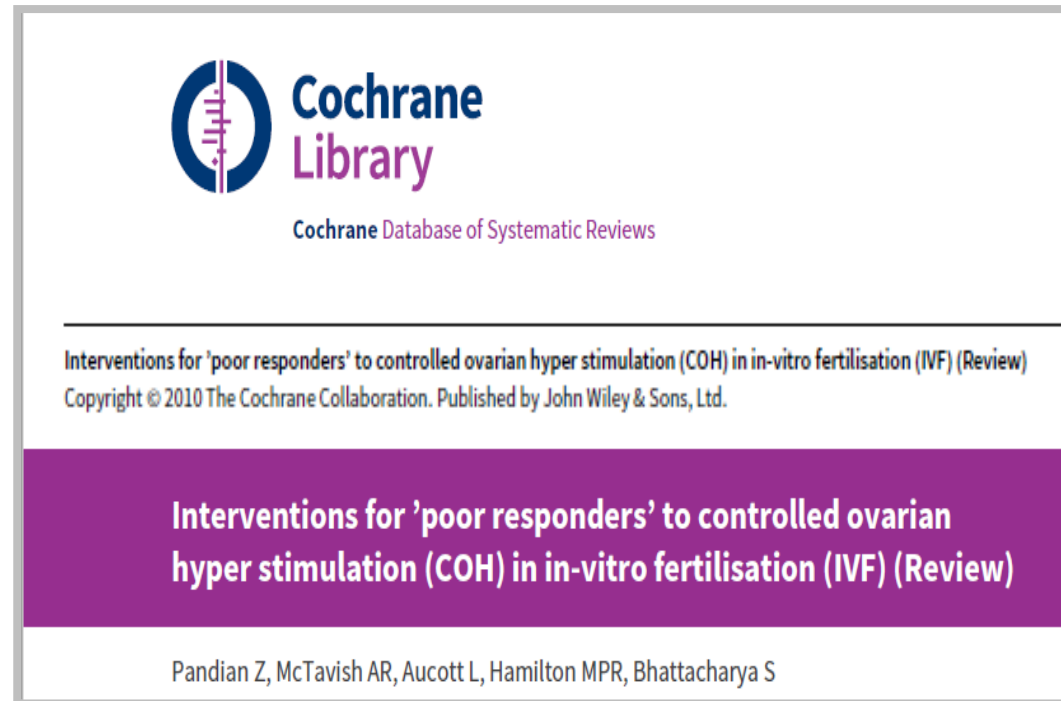 Cochrane
Library
Cochrane Database of Systematic Reviews
Interventions for ’poor responders’ to controlled ovarian hyper stimulation (COH) in in-vitro fertilisation (IVF) (Review)
Copyright © 2010 The Cochrane Collaboration. Published by John Wiley & Sons, Ltd.
Interventions for ’poor responders’ to controlled ovarian
hyper stimulation (COH) in in-vitro fertilisation (IVF) (Review)
Pandian Z, McTavish AR, Aucott L, Hamilton MPR, Bhattacharya S